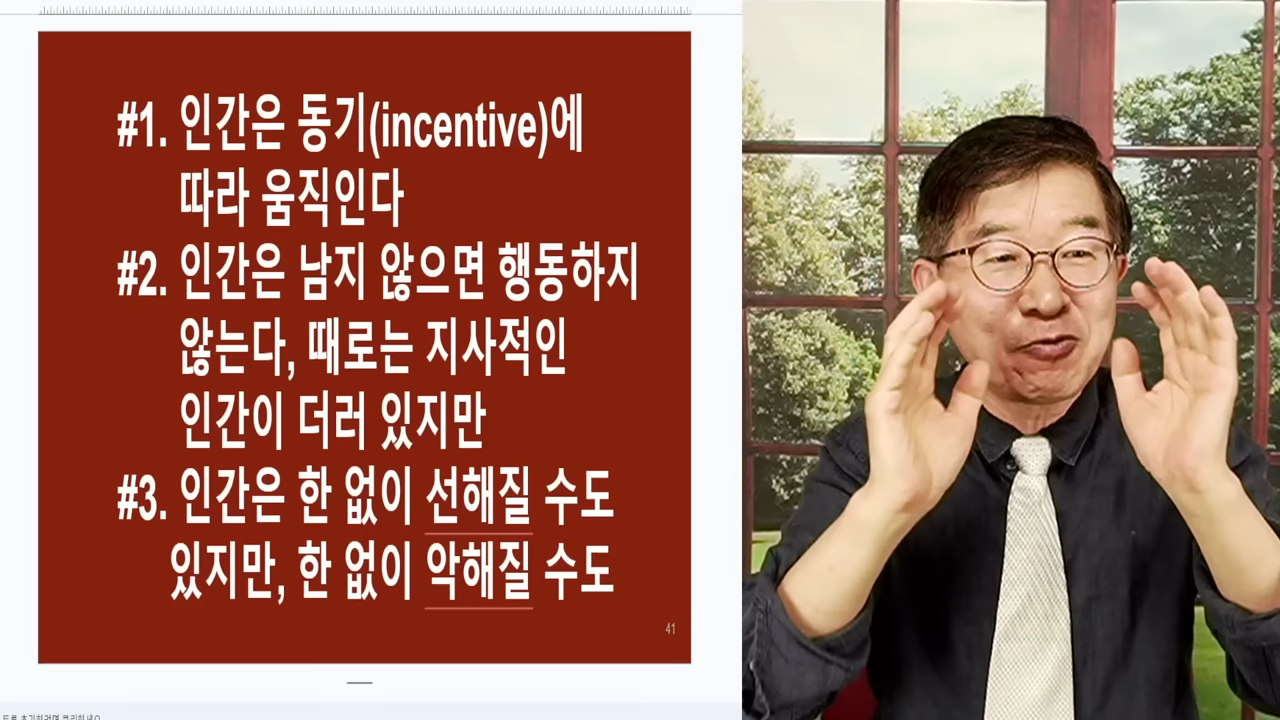 #1. 인간은 동기(incentive)에
따라 움직인다
#2. 인간은 남지 않으면 행동하지
않는다, 때로는 지사적인
인간이 더러 있지만
#3. 인간은 한 없이 선해질 수도
있지만, 한 없이 악해질 수도
41